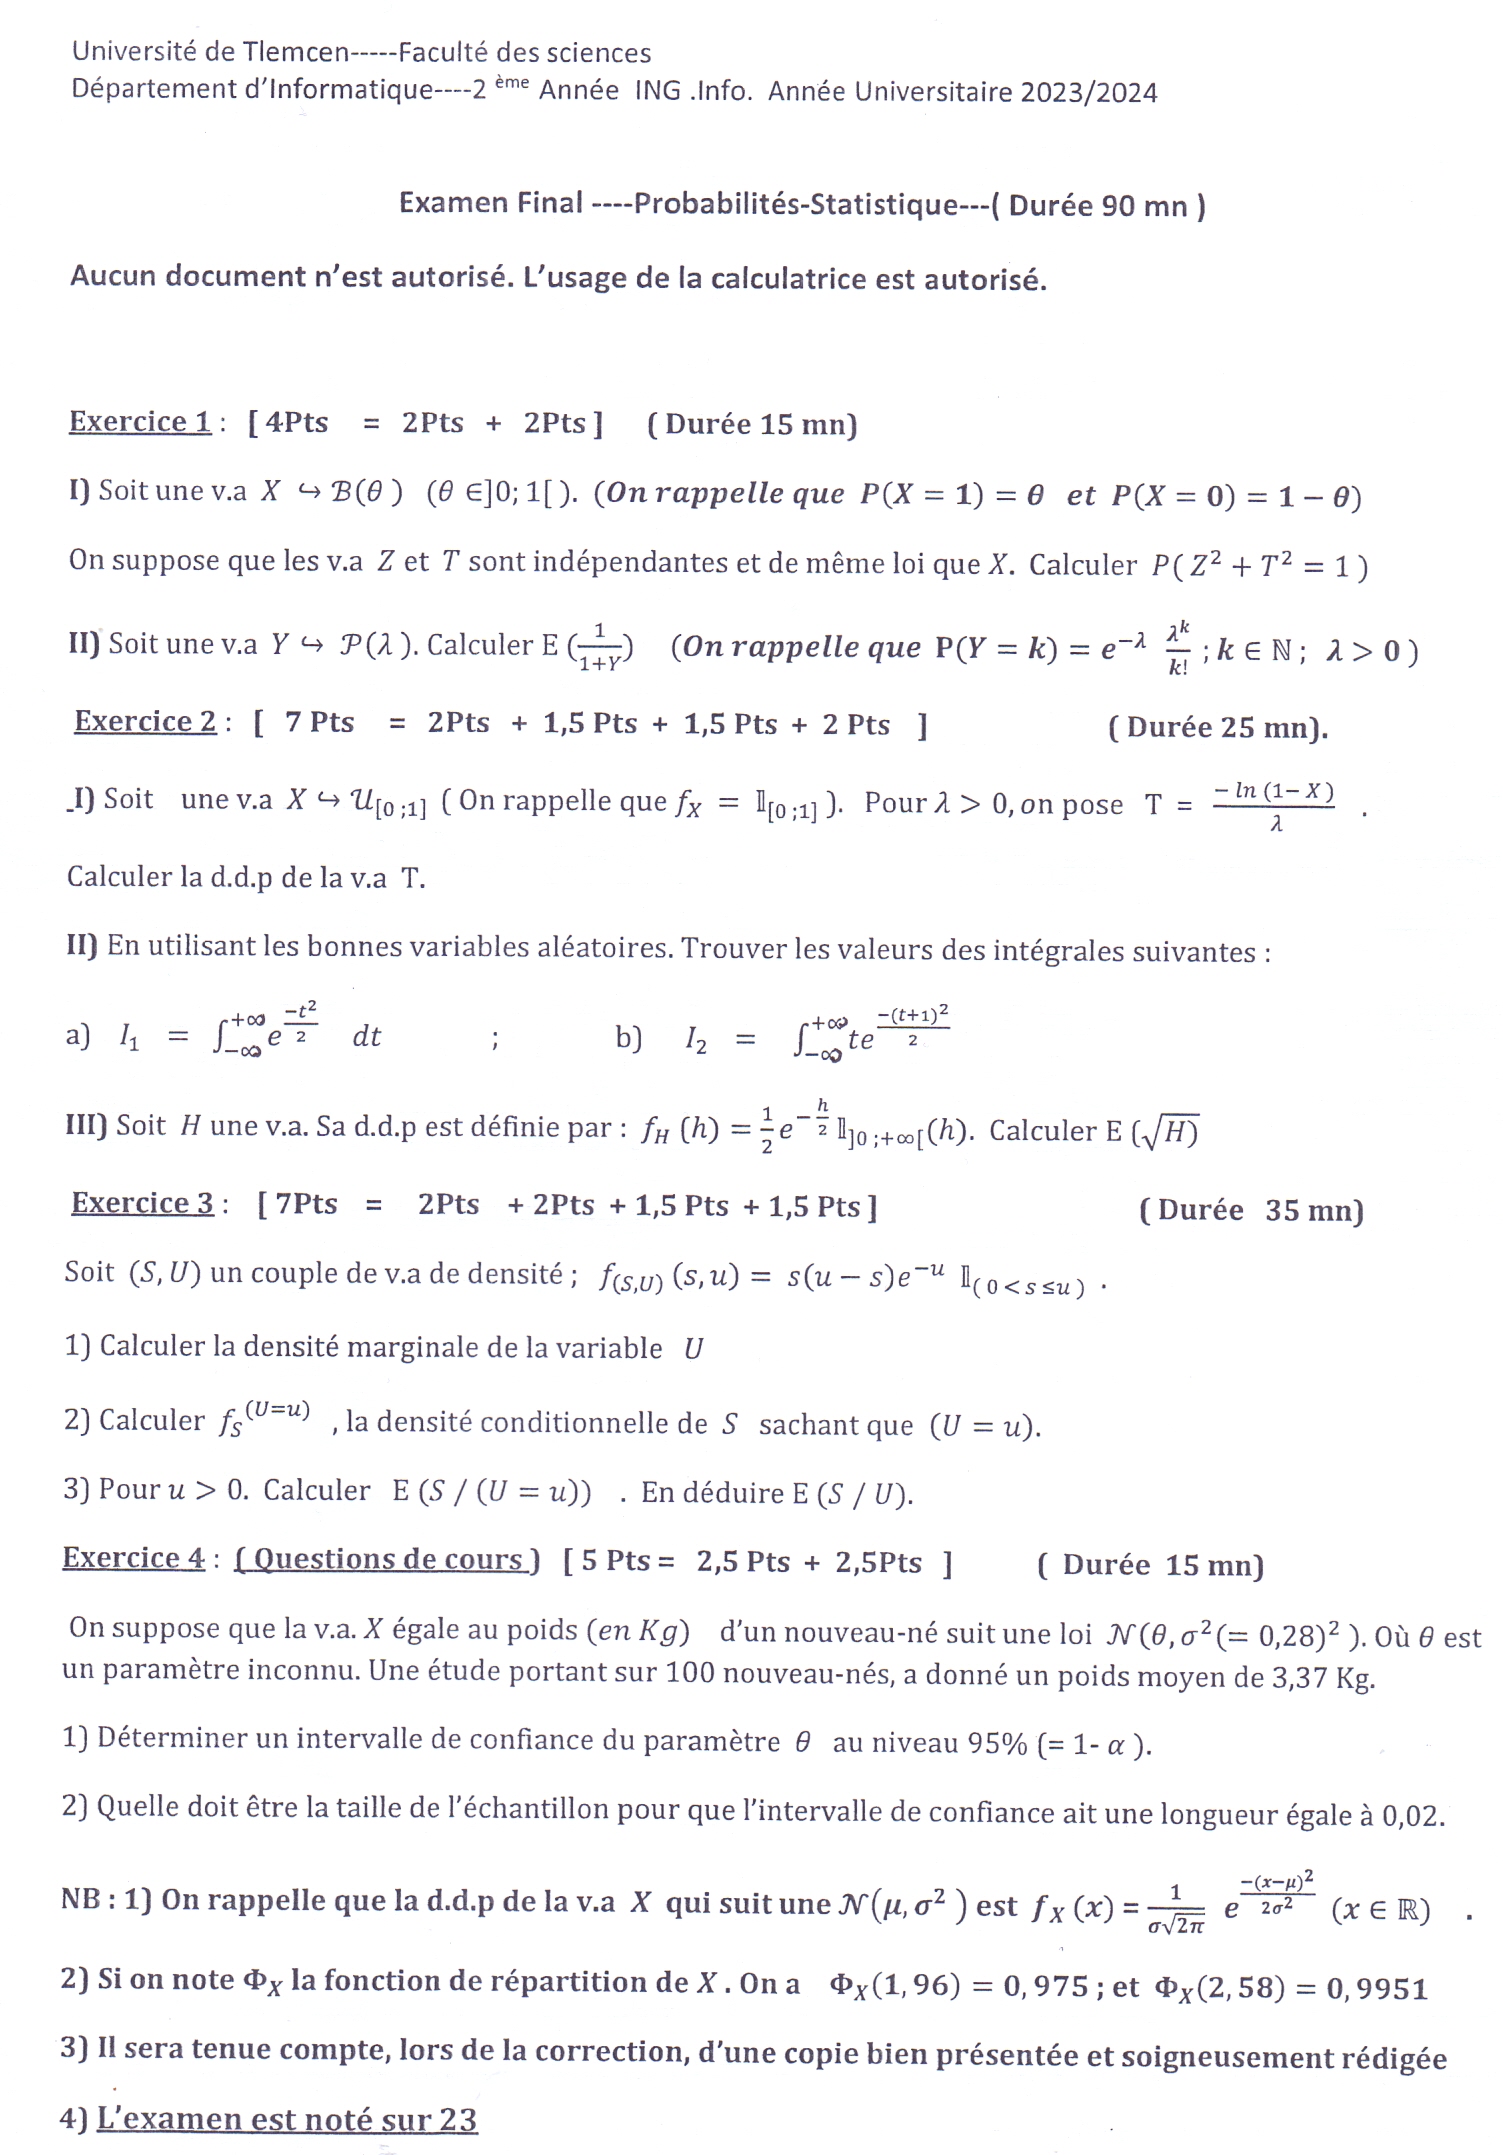 Université de Tlemcen-----Faculté des sciences
Département d'Informatique----2 ème Année ING .Info. Année Universitaire 2023/2024
Examen Final ----Probabilités-Statistique---( Durée 90 mn )
Aucun document n'est autorisé. L'usage de la calculatrice est autorisé.
Exercice 1 : [ 4Pts = 2Pts + 2Pts ] ( Durée 15 mn)
I) Soit une v.a X ↪ ℬ(θ ) (θ ∈]0; 1[ ). (On rappelle que P(X = 1) = θ et P(X = 0) = 1 − θ)
On suppose que les v.a Z et T sont indépendantes et de même loi que X. Calculer P( Z² + T² = 1 )
II) Soit une v.a Y ↪ 𝒫(λ ). Calculer E (1/(1+Y)) (On rappelle que P(Y = k) = e^{−λ} λ^k/k! ; k ∈ ℕ ; λ > 0 )
Exercice 2 : [ 7 Pts = 2Pts + 1,5 Pts + 1,5 Pts + 2 Pts ] ( Durée 25 mn).
I) Soit une v.a X ↪ 𝒰_{[0 ;1]} ( On rappelle que f_X = 𝕀_{[0 ;1]} ). Pour λ > 0, on pose T = − ln (1− X )/λ .
Calculer la d.d.p de la v.a T.
II) En utilisant les bonnes variables aléatoires. Trouver les valeurs des intégrales suivantes :
a) I₁ = ∫_{−∞}^{+∞} e^{−t²/2} dt ; b) I₂ = ∫_{−∞}^{+∞} te^{−(t+1)²/2}
III) Soit H une v.a. Sa d.d.p est définie par : f_H (h) = 1/2 e^{−h/2} 𝕀_{]0 ;+∞[}(h). Calculer E (√H)
Exercice 3 : [ 7Pts = 2Pts + 2Pts + 1,5 Pts + 1,5 Pts ] ( Durée 35 mn)
Soit (S, U) un couple de v.a de densité ; f_{(S,U)} (s, u) = s(u − s)e^{−u} 𝕀_{( 0 < s ≤u )} .
1) Calculer la densité marginale de la variable U
2) Calculer f_S^{(U=u)} , la densité conditionnelle de S sachant que (U = u).
3) Pour u > 0. Calculer E (S / (U = u)) . En déduire E (S / U).
Exercice 4 : ( Questions de cours ) [ 5 Pts = 2,5 Pts + 2,5Pts ] ( Durée 15 mn)
On suppose que la v.a. X égale au poids (en Kg) d'un nouveau-né suit une loi 𝒩(θ, σ²(= 0,28)² ). Où θ est
un paramètre inconnu. Une étude portant sur 100 nouveau-nés, a donné un poids moyen de 3,37 Kg.
1) Déterminer un intervalle de confiance du paramètre θ au niveau 95% (= 1- α ).
2) Quelle doit être la taille de l'échantillon pour que l'intervalle de confiance ait une longueur égale à 0,02.
NB : 1) On rappelle que la d.d.p de la v.a X qui suit une 𝒩(μ, σ² ) est f_X (x) = 1/(σ√2π) e^{−(x−μ)²/2σ²} (x ∈ ℝ) .
2) Si on note Φ_X la fonction de répartition de X . On a Φ_X(1, 96) = 0, 975 ; et Φ_X(2, 58) = 0, 9951
3) Il sera tenue compte, lors de la correction, d'une copie bien présentée et soigneusement rédigée
4) L'examen est noté sur 23